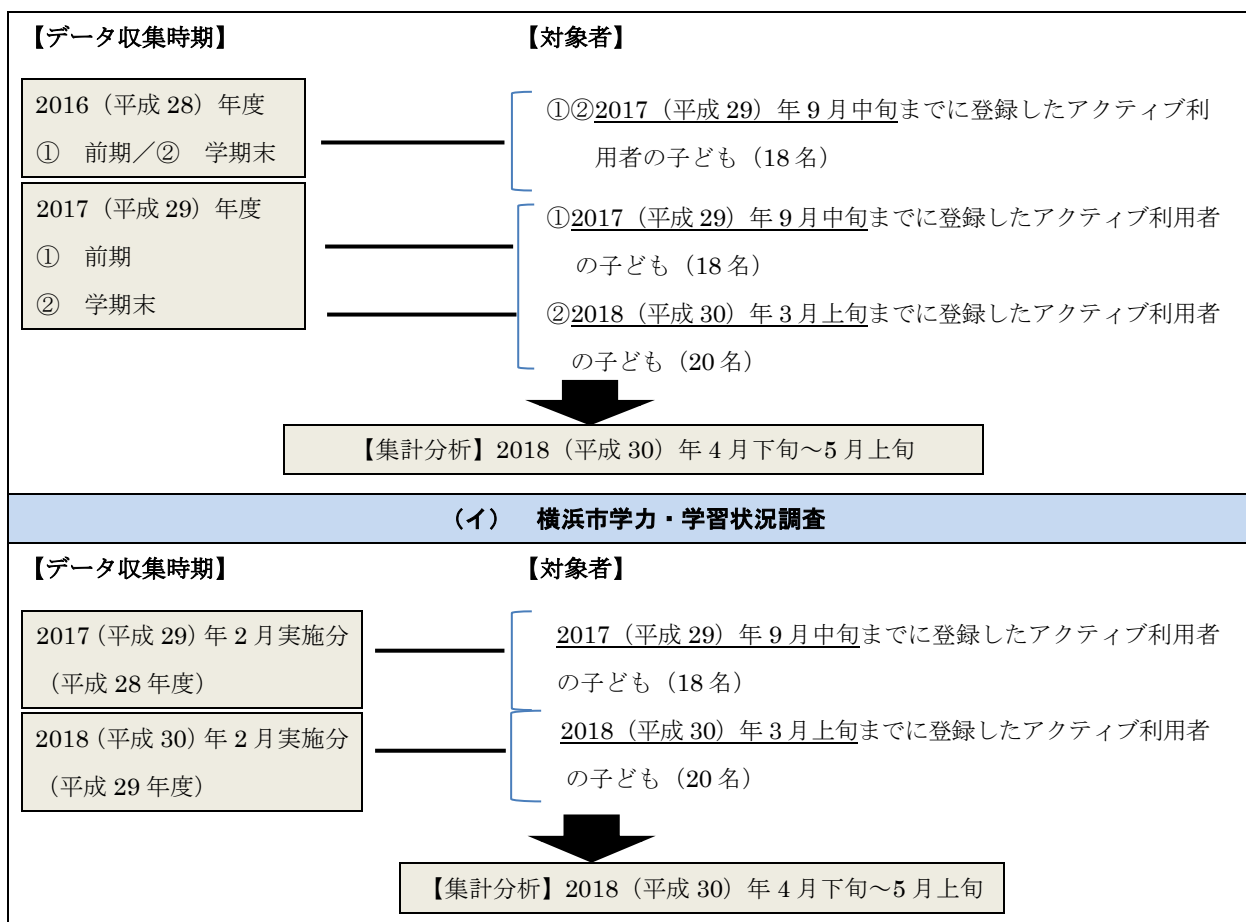 【データ収集時期】
【対象者】
2016（平成 28）年度
①　前期／②　学期末
①②2017（平成 29）年 9 月中旬までに登録したアクティブ利
用者の子ども（18 名）
2017（平成 29）年度
①　前期
②　学期末
①2017（平成 29）年 9 月中旬までに登録したアクティブ利用者
の子ども（18 名）
②2018（平成 30）年 3 月上旬までに登録したアクティブ利用者
の子ども（20 名）
【集計分析】2018（平成 30）年 4 月下旬～5 月上旬
（イ）　横浜市学力・学習状況調査
【データ収集時期】
【対象者】
2017（平成 29）年 2 月実施分
（平成 28 年度）
2017（平成 29）年 9 月中旬までに登録したアクティブ利用者
の子ども（18 名）
2018（平成 30）年 2 月実施分
（平成 29 年度）
2018（平成 30）年 3 月上旬までに登録したアクティブ利用者
の子ども（20 名）
【集計分析】2018（平成 30）年 4 月下旬～5 月上旬